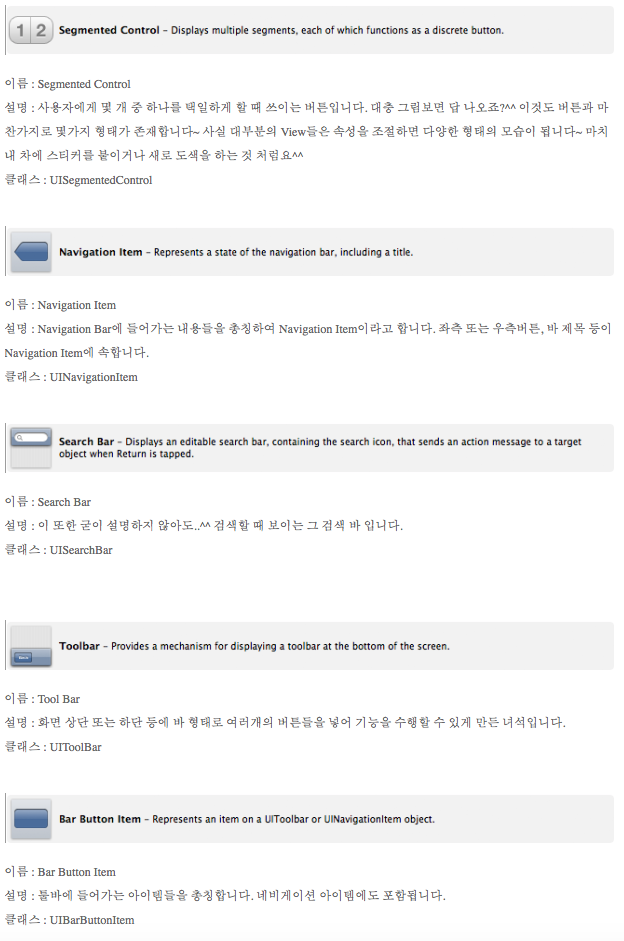 1 2
Segmented Control – Displays multiple segments, each of which functions as a discrete button.
이름 : Segmented Control
설명 : 사용자에게 몇 개 중 하나를 택일하게 할 때 쓰이는 버튼입니다. 대충 그림보면 답 나오죠?^^ 이것도 버튼과 마
찬가지로 몇가지 형태가 존재합니다~ 사실 대부분의 View들은 속성을 조절하면 다양한 형태의 모습이 됩니다~ 마치
내 차에 스티커를 붙이거나 새로 도색을 하는 것 처럼요^^
클래스 : UISegmentedControl
Navigation Item – Represents a state of the navigation bar, including a title.
이름 : Navigation Item
설명 : Navigation Bar에 들어가는 내용들을 총칭하여 Navigation Item이라고 합니다. 좌측 또는 우측버튼, 바 제목 등이
Navigation Item에 속합니다.
클래스 : UINavigationItem
Search Bar – Displays an editable search bar, containing the search icon, that sends an action message to a target
object when Return is tapped.
이름 : Search Bar
설명 : 이 또한 굳이 설명하지 않아도..^^ 검색할 때 보이는 그 검색 바 입니다.
클래스 : UISearchBar
Toolbar – Provides a mechanism for displaying a toolbar at the bottom of the screen.
이름 : Tool Bar
설명 : 화면 상단 또는 하단 등에 바 형태로 여러개의 버튼들을 넣어 기능을 수행할 수 있게 만든 녀석입니다.
클래스 : UIToolBar
Bar Button Item – Represents an item on a UIToolbar or UINavigationItem object.
이름 : Bar Button Item
설명 : 툴바에 들어가는 아이템들을 총칭합니다. 네비게이션 아이템에도 포함됩니다.
클래스 : UIBarButtonItem